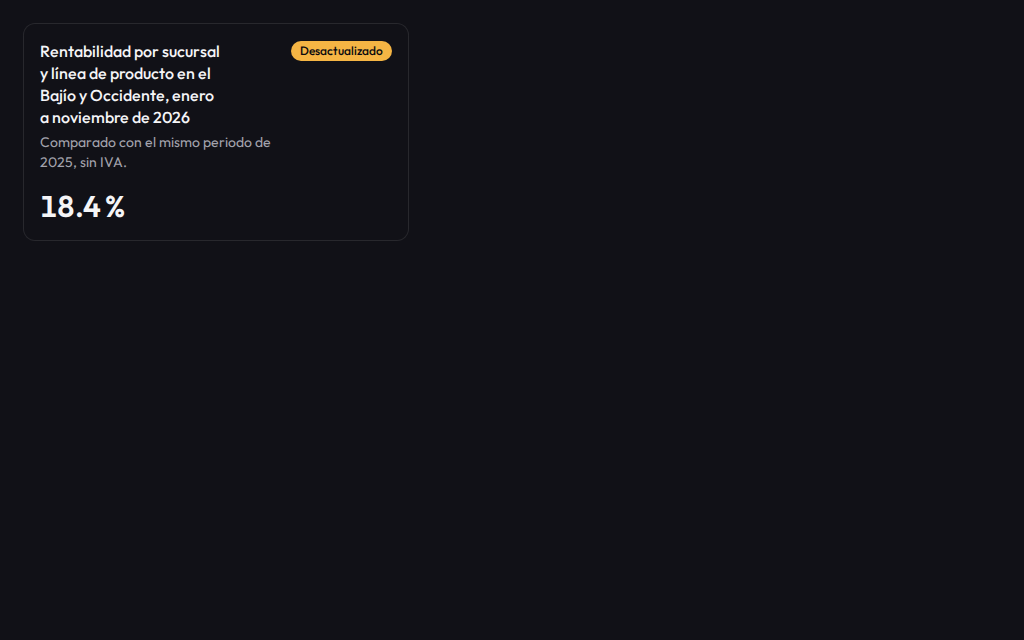 Rentabilidad por sucursal
y línea de producto en el
Bajío y Occidente, enero
a noviembre de 2026
Desactualizado
Comparado con el mismo periodo de
2025, sin IVA.
18.4 %